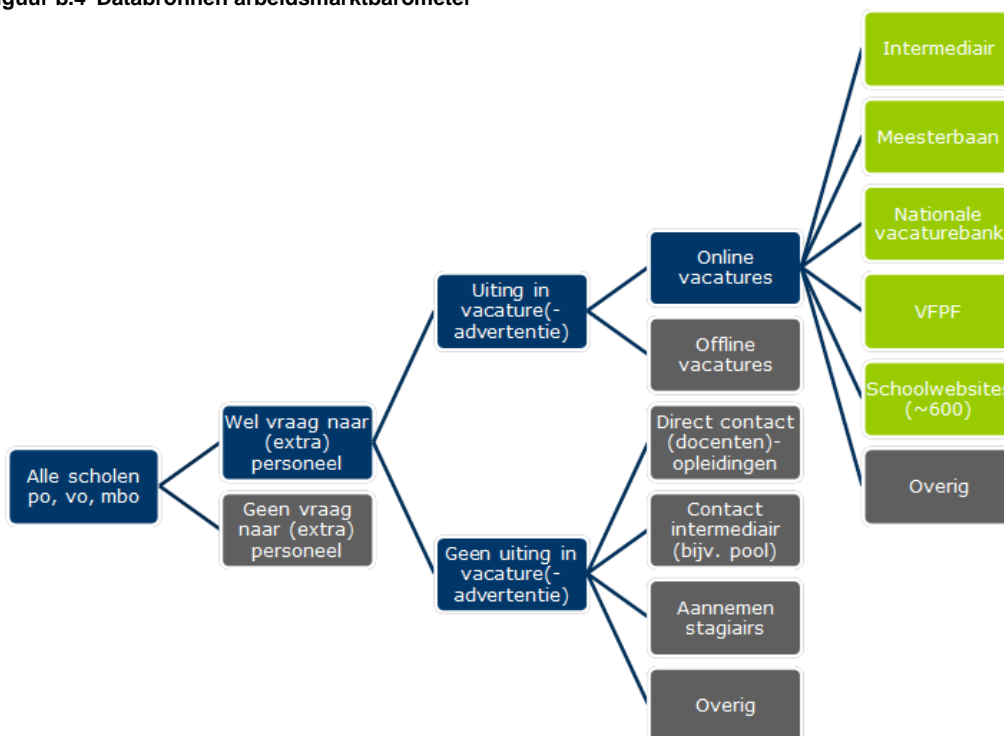 iguur b.4 Databronnen arbeidsmarktbarometer
Alle scholen
po, vo, mbo
Wel vraag naar
(extra)
personeel
Geen vraag
naar (extra)
personeel
Uiting in
vacature(-
advertentie)
Geen uiting in
vacature(-
advertentie)
Online
vacatures
Offline
vacatures
Direct contact
(docenten)-
opleidingen
Contact
intermediair
(bijv. pool)
Aannemen
stagiairs
Overig
Intermediair
Meesterbaan
Nationale
vacaturebank
VFPF
Schoolwebsites
(~600)
Overig